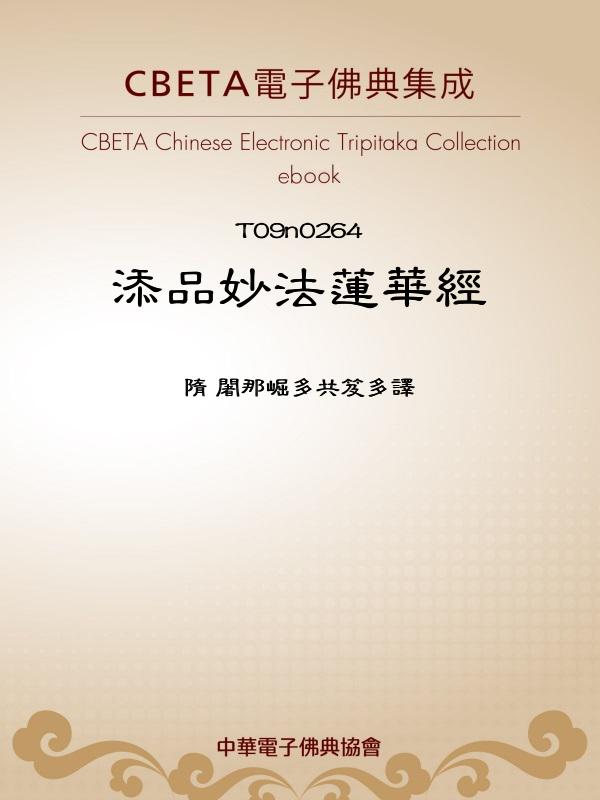 CBETA電子佛典集成
CBETA Chinese Electronic Tripitaka Collection
ebook
T09n0264
添品妙法蓮華經
隋 闍那崛多共笈多譯
中華電子佛典協會